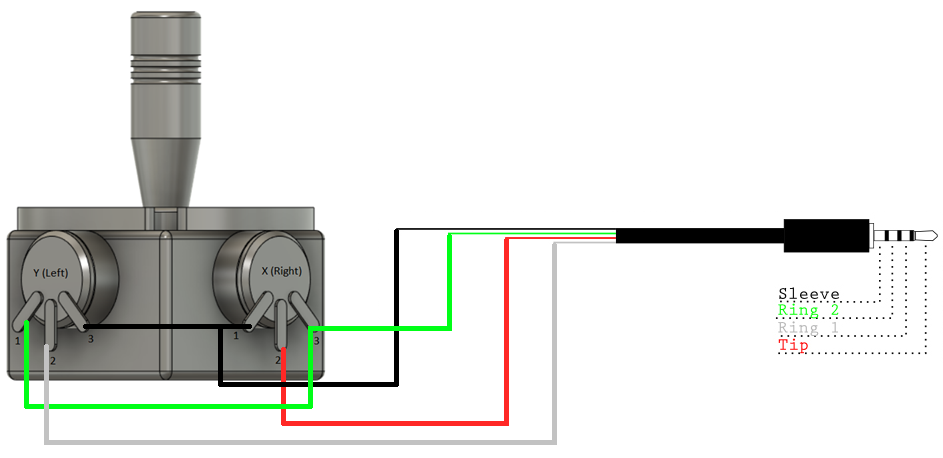 Y (Left)
X (Right)
1
2
3
1
2
3
Sleeve
Ring 2
Ring 1
Tip